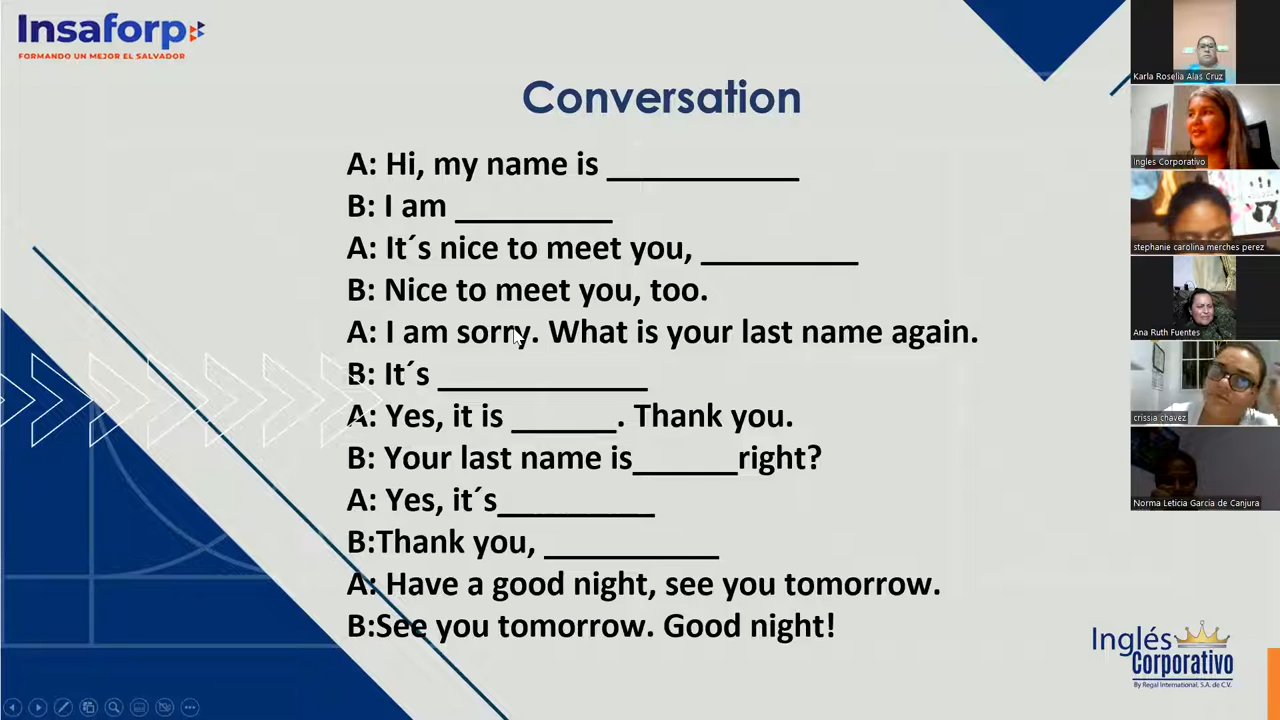 Insaforp
FORMANDO UN MEJOR EL SALVADOR
Conversation
A: Hi, my name is ____________
B: I am __________
A: It´s nice to meet you, __________
B: Nice to meet you, too.
A: I am sorry. What is your last name again.
B: It´s _____________
A: Yes, it is ______. Thank you.
B: Your last name is______right?
A: Yes, it´s__________
B:Thank you, ___________
A: Have a good night, see you tomorrow.
B:See you tomorrow. Good night!
Karla Roselia Alas Cruz
Ingles Corporativo
stephanie carolina merches perez
Ana Ruth Fuentes
crissia chavez
Norma Leticia Garcia de Canjura
Inglés
Corporativo
By Regal International, S.A. de C.V.